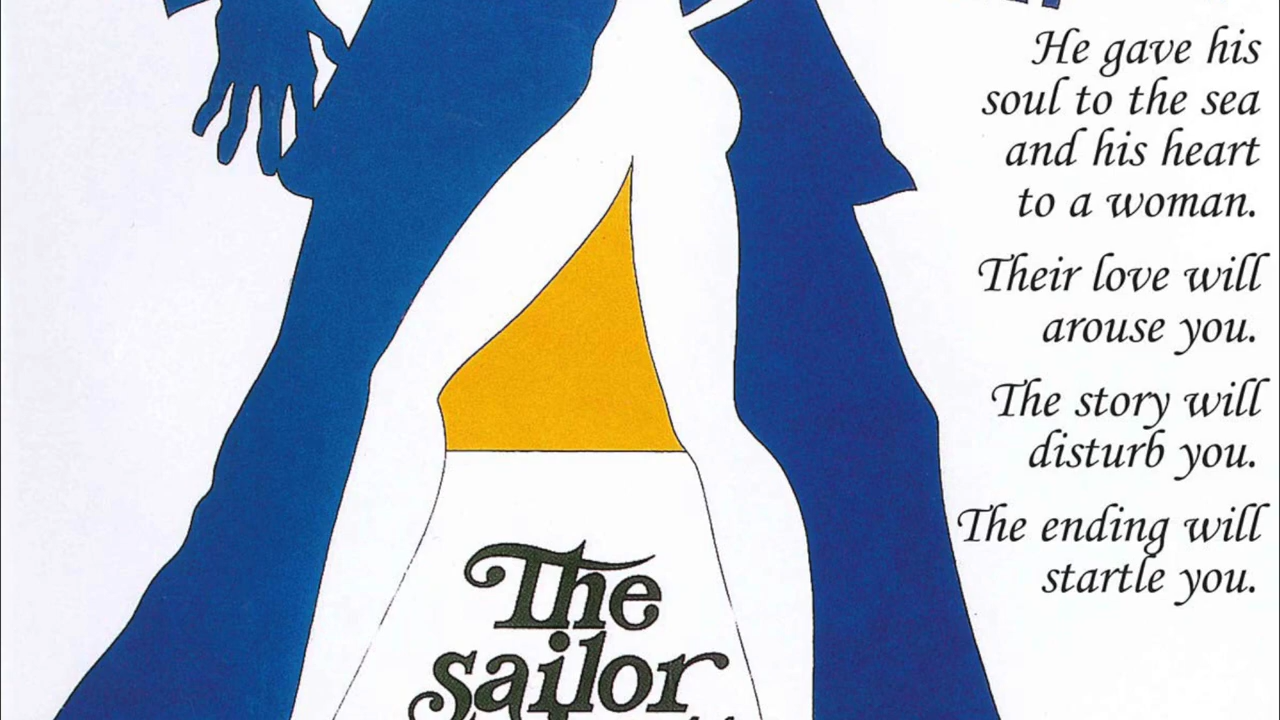 He gave his
soul to the sea
and his heart
to a woman.
Their love will
arouse you.
The story will
disturb you.
The ending will
startle you.
The
sailor